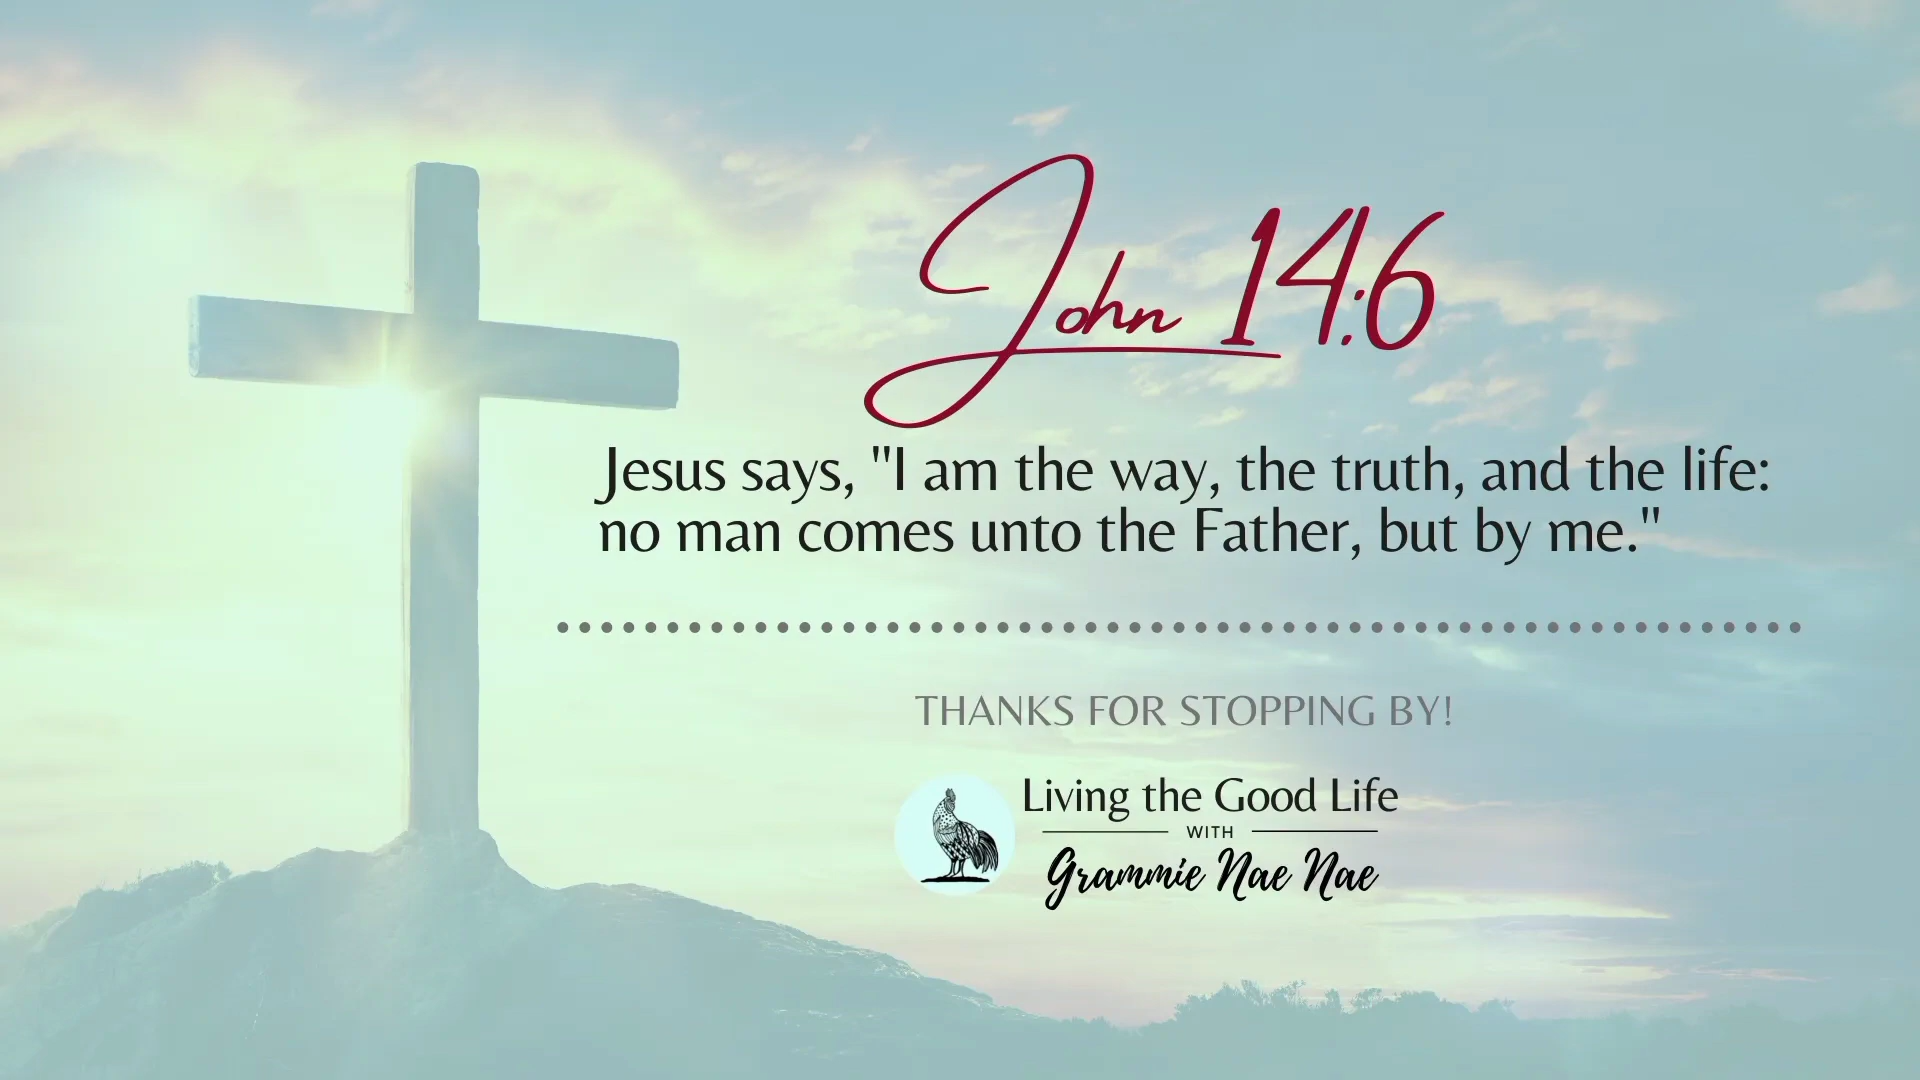 John 14:6
Jesus says, "I am the way, the truth, and the life:
no man comes unto the Father, but by me."
THANKS FOR STOPPING BY!
Living the Good Life
WITH
Grammie Nae Nae